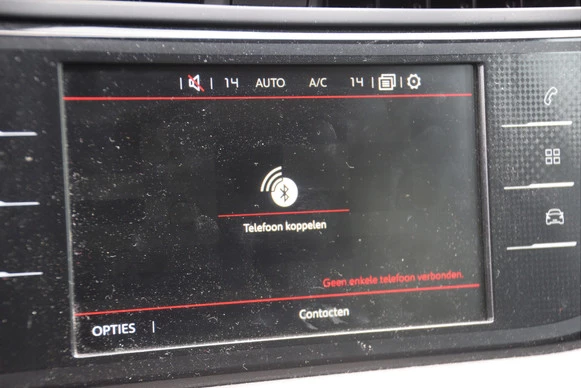 14 AUTO A/C 14
Telefoon koppelen
Geen enkele telefoon verbonden.
OPTIES
Contacten